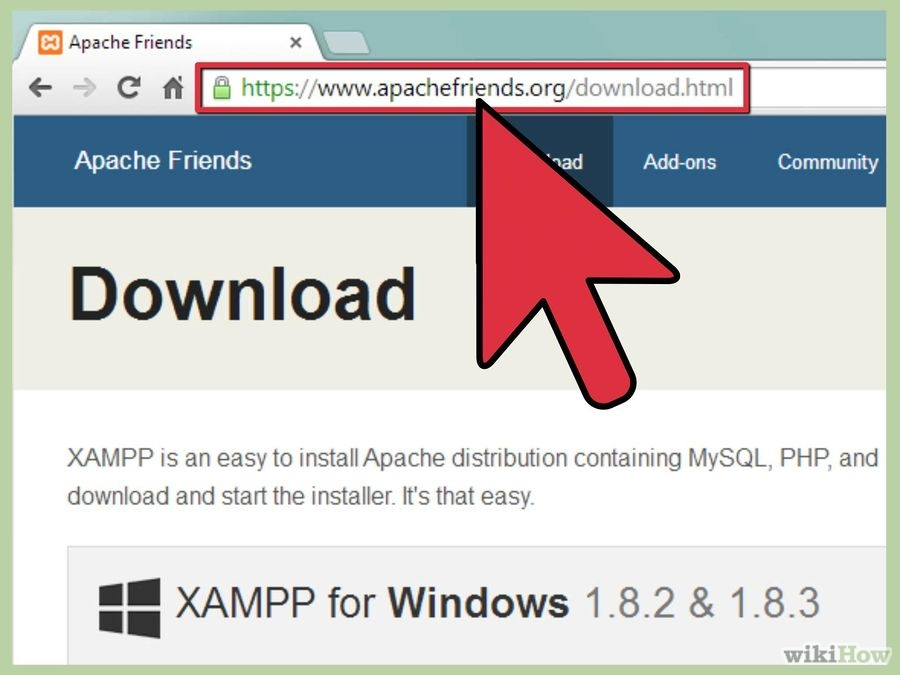 Apache Friends
https://www.apachefriends.org/download.html
Apache Friends
Add-ons
Community
Download
XAMPP is an easy to install Apache distribution containing MySQL, PHP, and
download and start the installer. It's that easy.
XAMPP for Windows 1.8.2 & 1.8.3
wikiHow